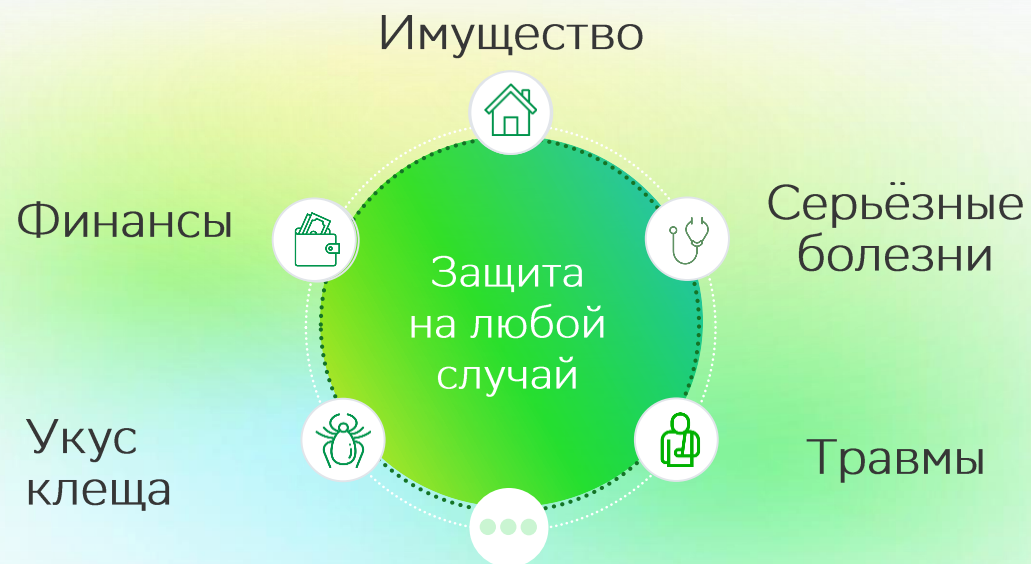 Имущество
Финансы
Серьёзные
болезни
Защита
на любой
случай
Укус
клеща
Травмы